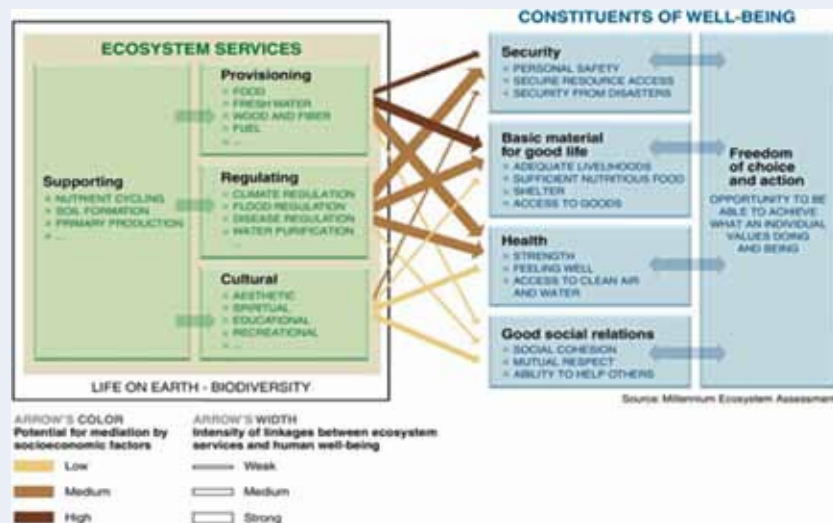 CONSTITUENTS OF WELL-BEING
ECOSYSTEM SERVICES
Supporting
NUTRIENT CYCLING
SOIL FORMATION
PRIMARY PRODUCTION
...
Provisioning
FOOD
FRESH WATER
WOOD AND FIBER
FUEL
...
Regulating
CLIMATE REGULATION
FLOOD REGULATION
DISEASE REGULATION
WATER PURIFICATION
...
Cultural
AESTHETIC
SPIRITUAL
EDUCATIONAL
RECREATIONAL
...
LIFE ON EARTH - BIODIVERSITY
Security
PERSONAL SAFETY
SECURE RESOURCE ACCESS
SECURITY FROM DISASTERS
Basic material
for good life
ADEQUATE LIVELIHOODS
SUFFICIENT NUTRITIOUS FOOD
SHELTER
ACCESS TO GOODS
Health
STRENGTH
FEELING WELL
ACCESS TO CLEAN AIR
AND WATER
Good social relations
SOCIAL COHESION
MUTUAL RESPECT
ABILITY TO HELP OTHERS
Freedom
of choice
and action
OPPORTUNITY TO BE
ABLE TO ACHIEVE
WHAT AN INDIVIDUAL
VALUES DOING
AND BEING
Source: Millennium Ecosystem Assessment
ARROW'S COLOR
Potential for mediation by
socioeconomic factors
Low
Medium
High
ARROW'S WIDTH
Intensity of linkages between ecosystem
services and human well-being
Weak
Medium
Strong